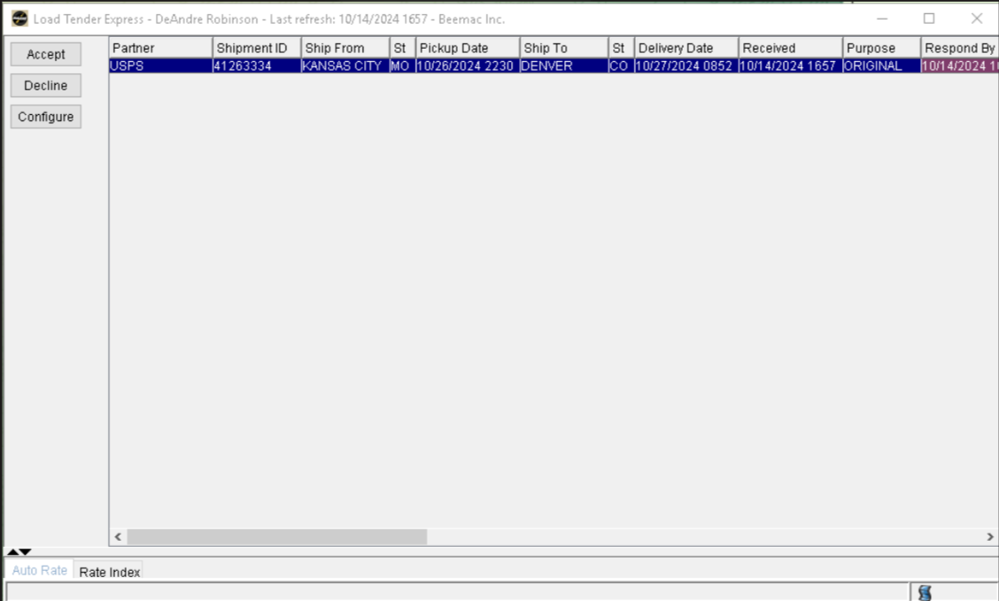 Load Tender Express - DeAndre Robinson - Last refresh: 10/14/2024 1657 - Beemac Inc.
Accept
Decline
Configure
Partner Shipment ID Ship From St Pickup Date Ship To St Delivery Date Received Purpose Respond By
USPS 41263334 KANSAS CITY MO 10/26/2024 2230 DENVER CO 10/27/2024 0852 10/14/2024 1657 ORIGINAL 10/14/2024
Auto Rate Rate Index